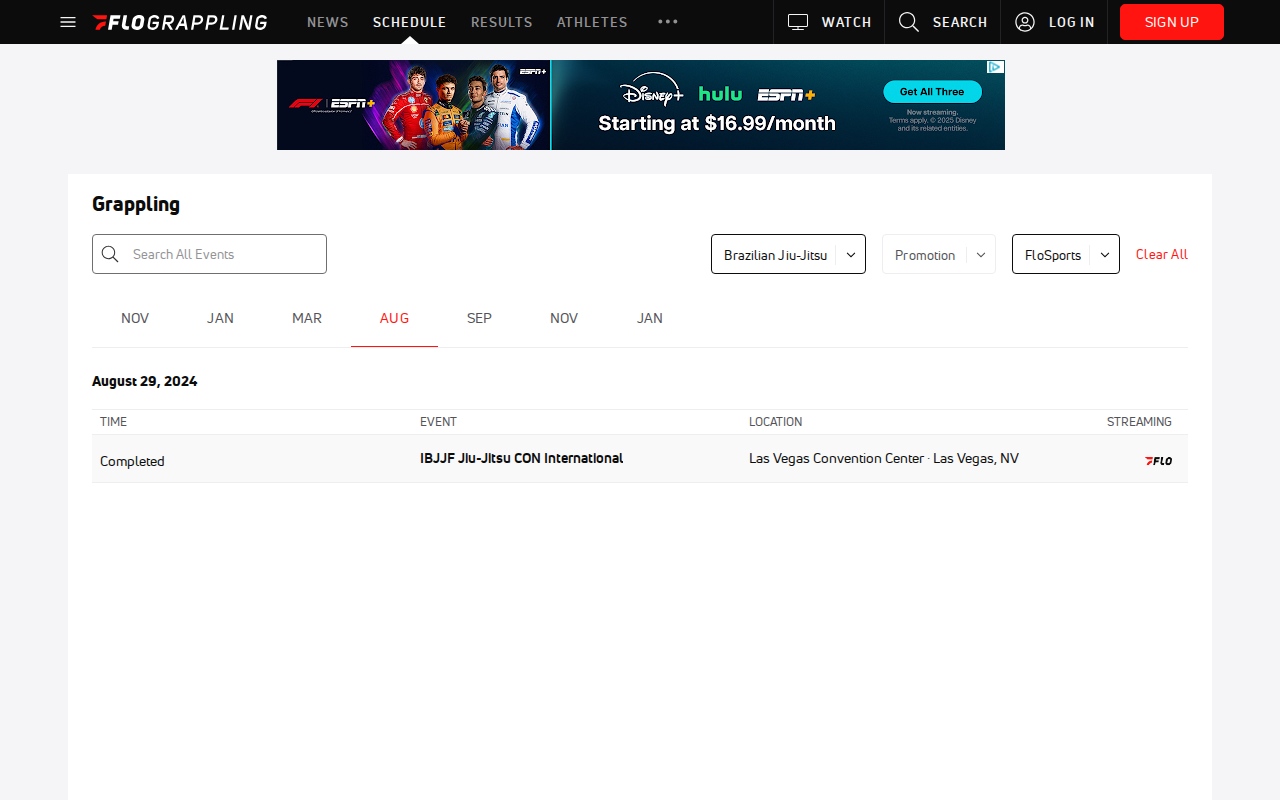 FLOGRAPPLING NEWS SCHEDULE RESULTS ATHLETES WATCH SEARCH LOG IN SIGN UP
F1 ESPN+
ESPN+
Disney+ hulu ESPN+
Starting at $16.99/month
Get All Three
Now streaming.
Terms apply. © 2025 Disney
and its related entities.
Grappling
Search All Events
Brazilian Jiu-Jitsu Promotion FloSports Clear All
NOV JAN MAR AUG SEP NOV JAN
August 29, 2024
TIME EVENT LOCATION STREAMING
Completed IBJJF Jiu-Jitsu CON International Las Vegas Convention Center · Las Vegas, NV FLO